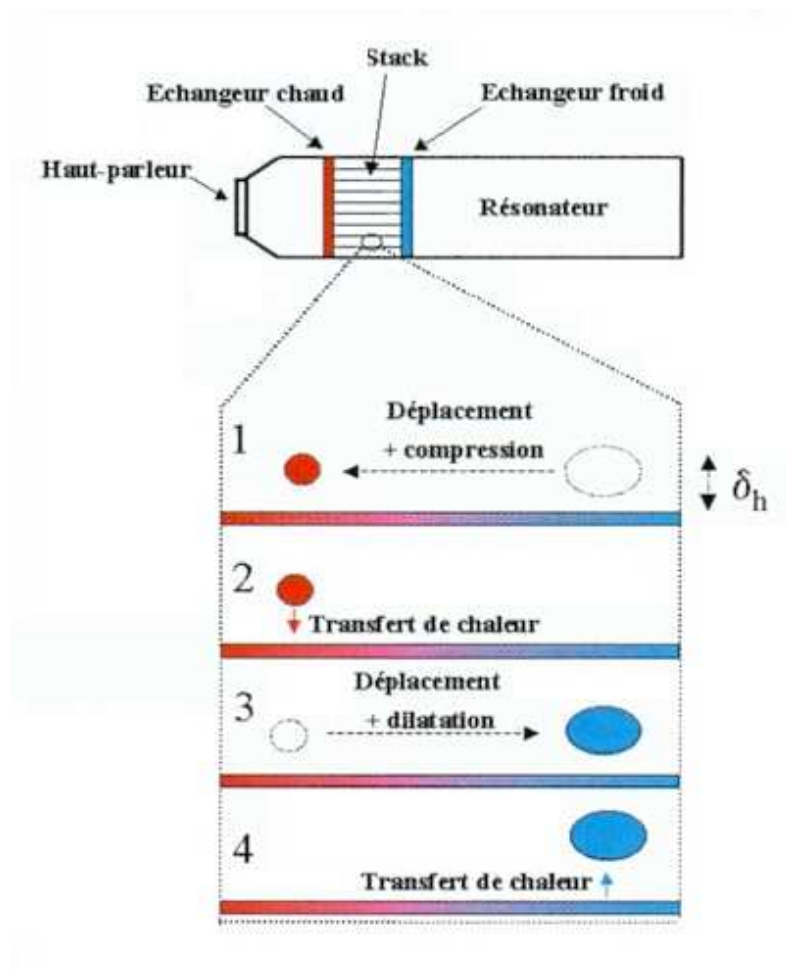 Stack
Echangeur chaud
Echangeur froid
Haut-parleur
Résonateur
1
Déplacement
+ compression
δh
2
Transfert de chaleur
3
Déplacement
+ dilatation
4
Transfert de chaleur